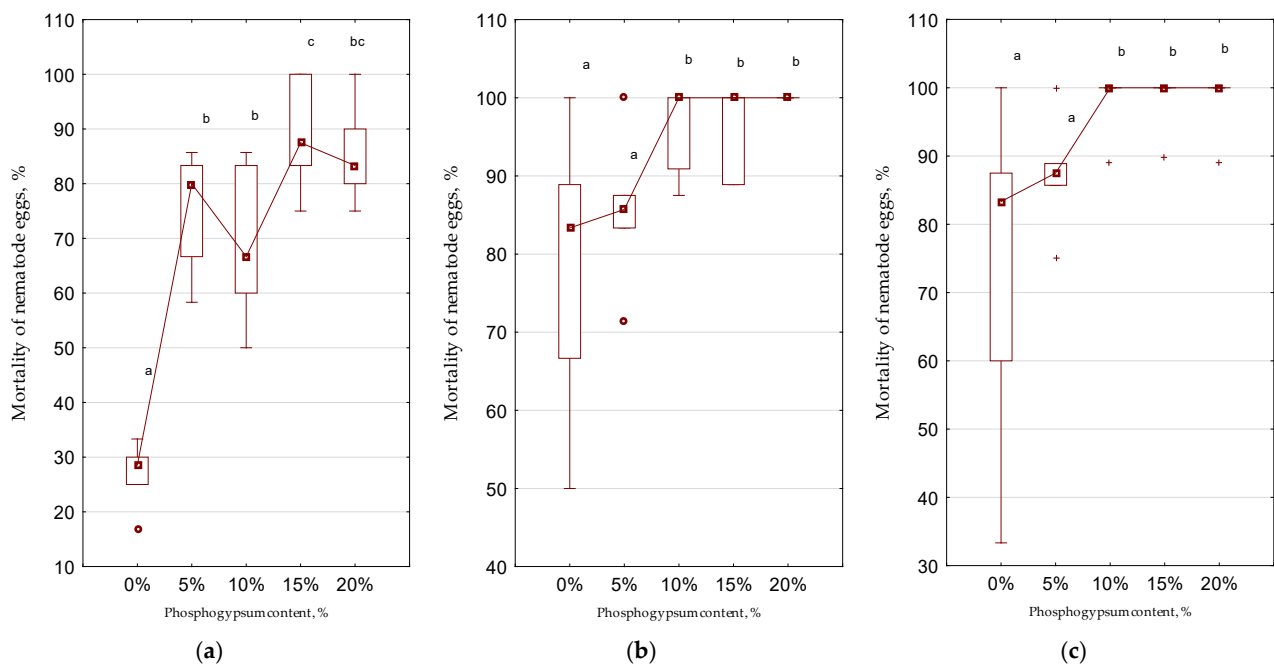 Mortality of nematode eggs, %
110
100
90
80
70
60
50
40
30
20
10
a
b
b
c
bc
0% 5% 10% 15% 20%
Phosphogypsum content, %
(a)
Mortality of nematode eggs, %
110
100
90
80
70
60
50
40
a
a
b
b
b
0% 5% 10% 15% 20%
Phosphogypsum content, %
(b)
Mortality of nematode eggs, %
110
100
90
80
70
60
50
40
30
a
a
b
b
b
0% 5% 10% 15% 20%
Phosphogypsum content, %
(c)